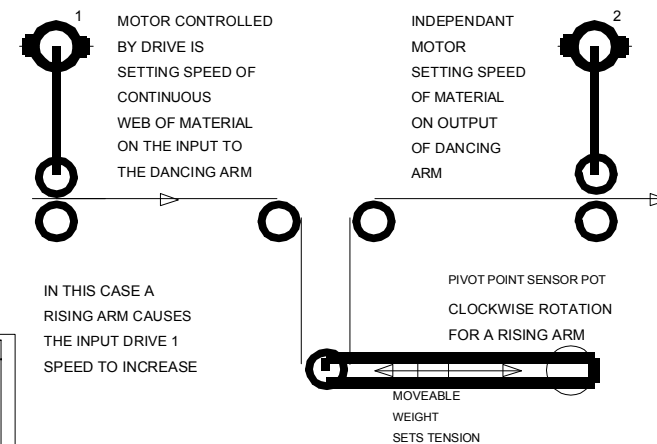 1
MOTOR CONTROLLED
BY DRIVE IS
SETTING SPEED OF
CONTINUOUS
WEB OF MATERIAL
ON THE INPUT TO
THE DANCING ARM
2
INDEPENDANT
MOTOR
SETTING SPEED
OF MATERIAL
ON OUTPUT
OF DANCING
ARM
IN THIS CASE A
RISING ARM CAUSES
THE INPUT DRIVE 1
SPEED TO INCREASE
PIVOT POINT SENSOR POT
CLOCKWISE ROTATION
FOR A RISING ARM
MOVEABLE
WEIGHT
SETS TENSION